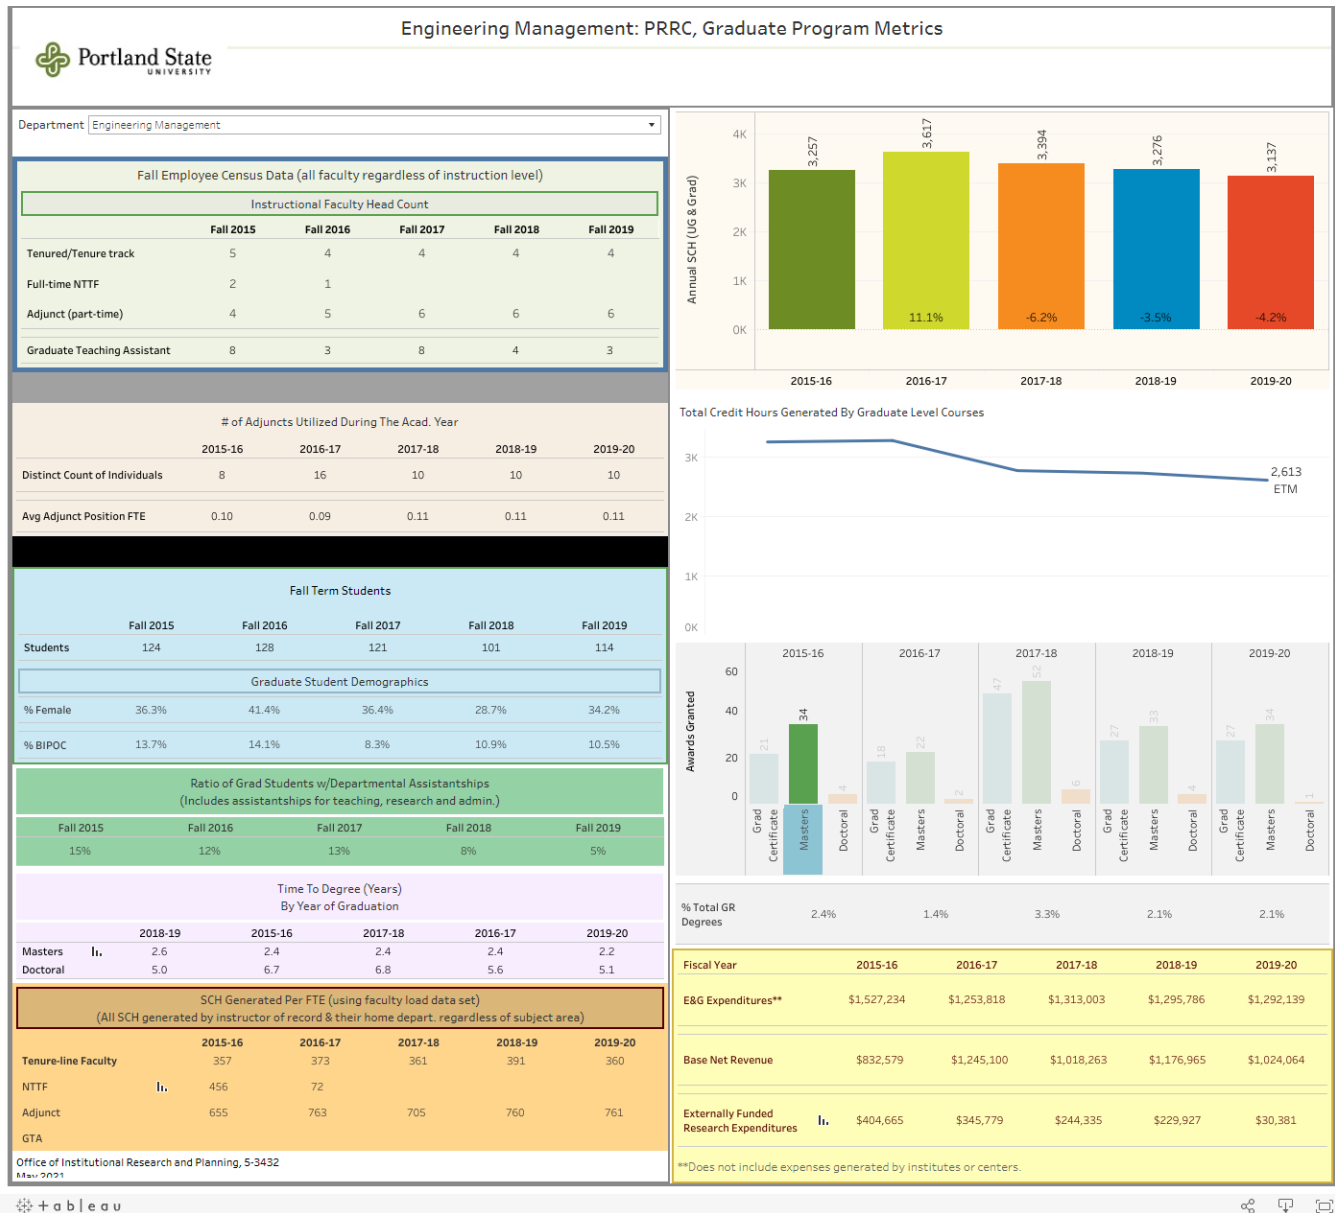 Engineering Management: PRRC, Graduate Program Metrics
Portland State
UNIVERSITY
Department Engineering Management
Fall Employee Census Data (all faculty regardless of instruction level)
Instructional Faculty Head Count
Fall 2015 Fall 2016 Fall 2017 Fall 2018 Fall 2019
Tenured/Tenure track 5 4 4 4 4
Full-time NTTF 2 1
Adjunct (part-time) 4 5 6 6 6
Graduate Teaching Assistant 8 3 8 4 3
# of Adjuncts Utilized During The Acad. Year
2015-16 2016-17 2017-18 2018-19 2019-20
Distinct Count of Individuals 8 16 10 10 10
Avg Adjunct Position FTE 0.10 0.09 0.11 0.11 0.11
Fall Term Students
Fall 2015 Fall 2016 Fall 2017 Fall 2018 Fall 2019
Students 124 128 121 101 114
Graduate Student Demographics
% Female 36.3% 41.4% 36.4% 28.7% 34.2%
% BIPOC 13.7% 14.1% 8.3% 10.9% 10.5%
Ratio of Grad Students w/Departmental Assistantships
(Includes assistantships for teaching, research and admin.)
Fall 2015 Fall 2016 Fall 2017 Fall 2018 Fall 2019
15% 12% 13% 8% 5%
Time To Degree (Years)
By Year of Graduation
2018-19 2015-16 2017-18 2016-17 2019-20
Masters 2.6 2.4 2.4 2.4 2.2
Doctoral 5.0 6.7 6.8 5.6 5.1
SCH Generated Per FTE (using faculty load data set)
(All SCH generated by instructor of record & their home depart. regardless of subject area)
2015-16 2016-17 2017-18 2018-19 2019-20
Tenure-line Faculty 357 373 361 391 360
NTTF 456 72
Adjunct 655 763 705 760 761
GTA
Office of Institutional Research and Planning, 5-3432
May 2021
Annual SCH (UG & Grad)
4K
3K
2K
1K
0K
3,257 3,617 3,394 3,276 3,137
11.1% -6.2% -3.5% -4.2%
2015-16 2016-17 2017-18 2018-19 2019-20
Total Credit Hours Generated By Graduate Level Courses
3K
2K
1K
0K
2,613
ETM
2015-16 2016-17 2017-18 2018-19 2019-20
Awards Granted
60
40
20
0
21 34 4 18 22 2 47 52 6 27 33 4 27 34 1
Grad Certificate Masters Doctoral Grad Certificate Masters Doctoral Grad Certificate Masters Doctoral Grad Certificate Masters Doctoral Grad Certificate Masters Doctoral
% Total GR
Degrees 2.4% 1.4% 3.3% 2.1% 2.1%
Fiscal Year 2015-16 2016-17 2017-18 2018-19 2019-20
E&G Expenditures** $1,527,234 $1,253,818 $1,313,003 $1,295,786 $1,292,139
Base Net Revenue $832,579 $1,245,100 $1,018,263 $1,176,965 $1,024,064
Externally Funded
Research Expenditures $404,665 $345,779 $244,335 $229,927 $30,381
**Does not include expenses generated by institutes or centers.
+ableau